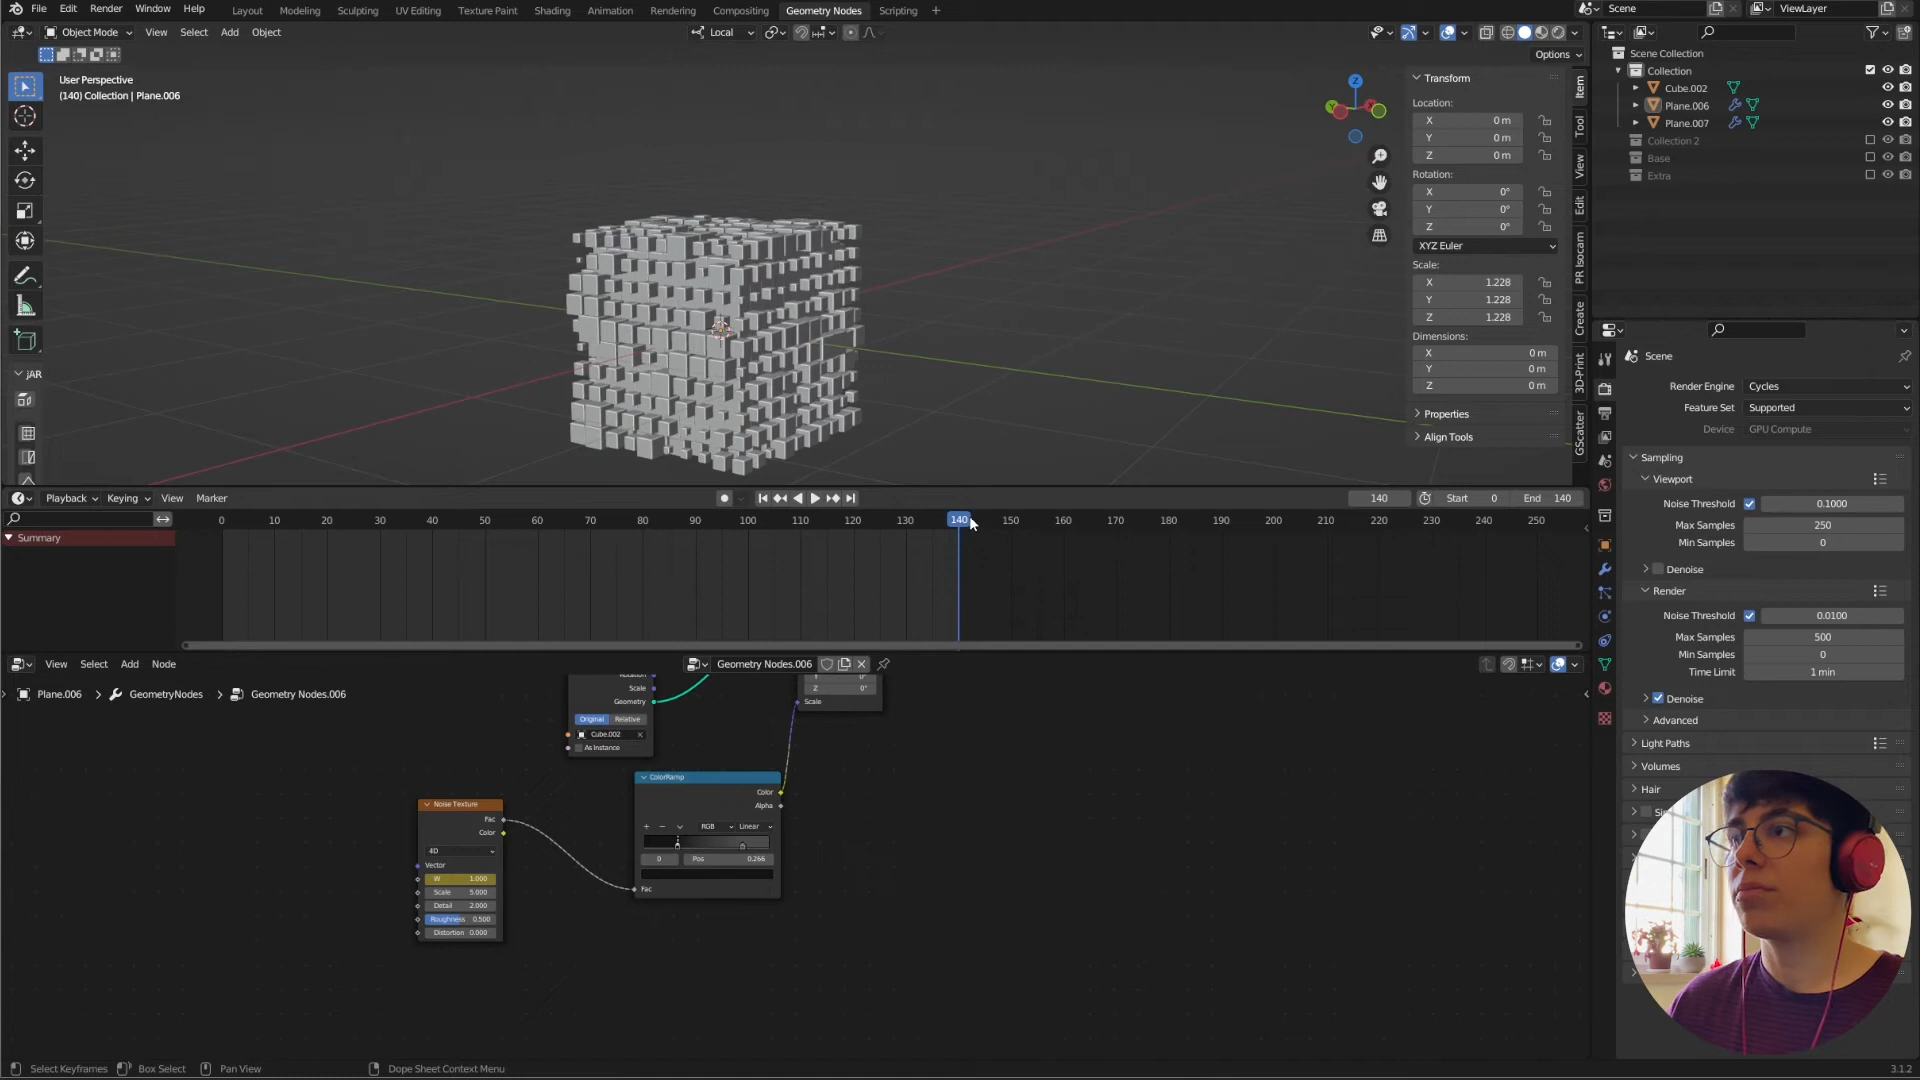 File Edit Render Window Help Layout Modeling Sculpting UV Editing Texture Paint Shading Animation Rendering Compositing Geometry Nodes Scripting + Scene ViewLayer
Object Mode View Select Add Object Local
Options
User Perspective
(140) Collection | Plane.006
Z
Transform
Location:
X 0 m
Y 0 m
Z 0 m
Rotation:
X 0°
Y 0°
Z 0°
XYZ Euler
Scale:
X 1.228
Y 1.228
Z 1.228
Dimensions:
X 0 m
Y 0 m
Z 0 m
Properties
Align Tools
Item
Tool
View
Edit
PR Isocam
Create
3D-Print
GScatter
jAR
Scene Collection
Collection
Cube.002
Plane.006
Plane.007
Collection 2
Base
Extra
Scene
Render Engine Cycles
Feature Set Supported
Device GPU Compute
Sampling
Viewport
Noise Threshold 0.1000
Max Samples 250
Min Samples 0
Denoise
Render
Noise Threshold 0.0100
Max Samples 500
Min Samples 0
Time Limit 1 min
Denoise
Advanced
Light Paths
Volumes
Hair
Playback Keying View Marker 140 Start 0 End 140
0 10 20 30 40 50 60 70 80 90 100 110 120 130 140 150 160 170 180 190 200 210 220 230 240 250
Summary
View Select Add Node Geometry Nodes.006
Plane.006 > GeometryNodes > Geometry Nodes.006
Scale
Geometry
Original Relative
Cube.002
As Instance
Z 0°
Scale
ColorRamp
Color
Alpha
+ − RGB Linear
0 Pos 0.266
Fac
Noise Texture
Fac
Color
4D
Vector
W 1.000
Scale 5.000
Detail 2.000
Roughness 0.500
Distortion 0.000
Select Keyframes Box Select Pan View Dope Sheet Context Menu 3.1.2